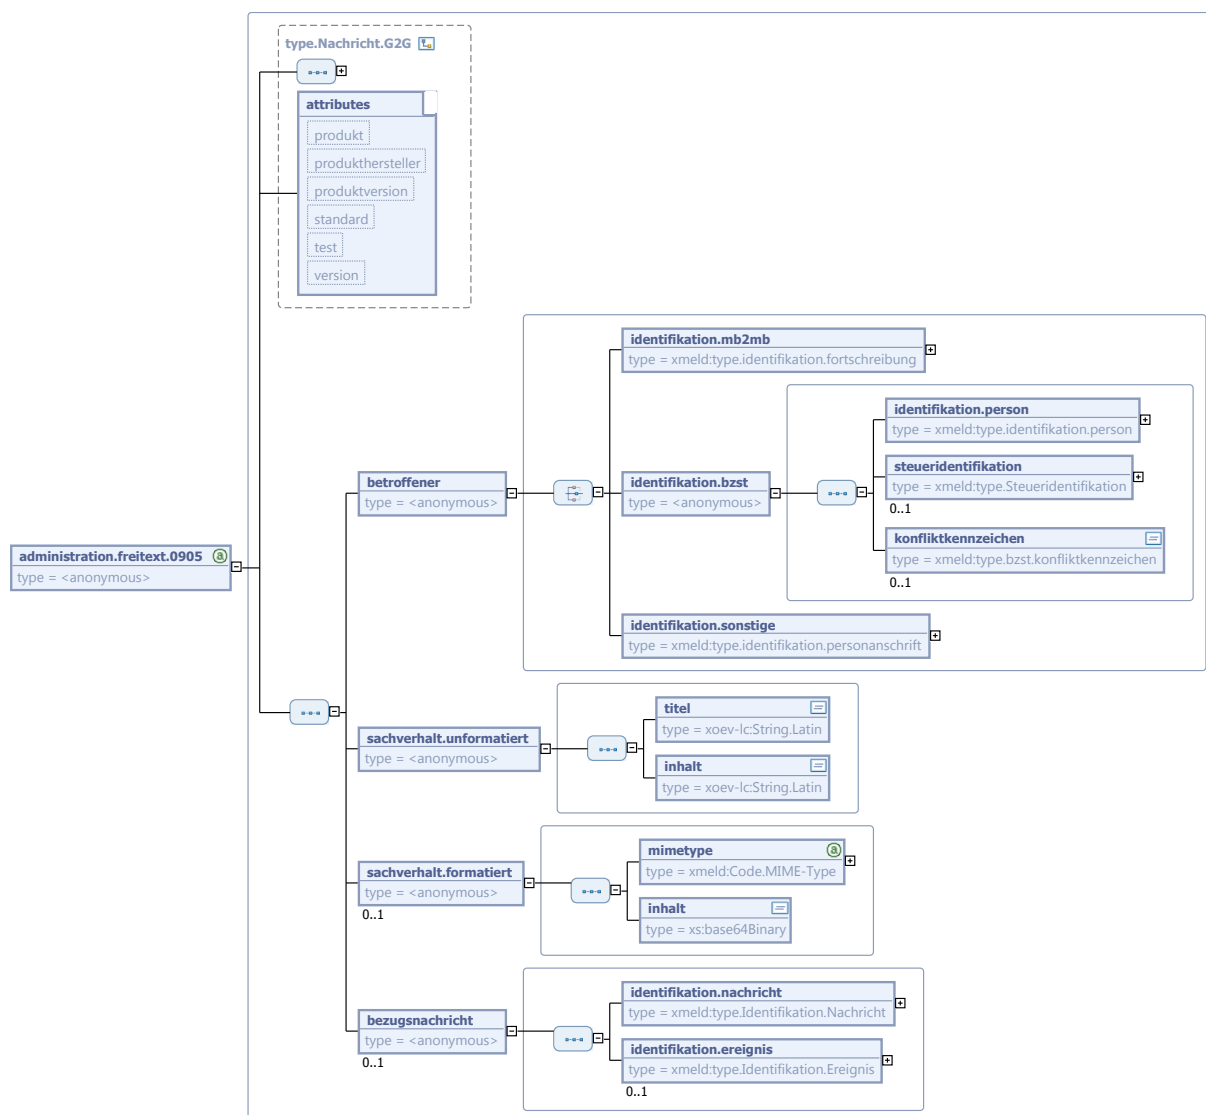 type.Nachricht.G2G
attributes
produkt
produkthersteller
produktversion
standard
test
version
administration.freitext.0905
type = <anonymous>
betroffener
type = <anonymous>
identifikation.mb2mb
type = xmeld:type.identifikation.fortschreibung
identifikation.bzst
type = <anonymous>
identifikation.person
type = xmeld:type.identifikation.person
steueridentifikation
type = xmeld:type.Steueridentifikation
0..1
konfliktkennzeichen
type = xmeld:type.bzst.konfliktkennzeichen
0..1
identifikation.sonstige
type = xmeld:type.identifikation.personanschrift
sachverhalt.unformatiert
type = <anonymous>
titel
type = xoev-lc:String.Latin
inhalt
type = xoev-lc:String.Latin
sachverhalt.formatiert
type = <anonymous>
0..1
mimetype
type = xmeld:Code.MIME-Type
inhalt
type = xs:base64Binary
bezugsnachricht
type = <anonymous>
0..1
identifikation.nachricht
type = xmeld:type.Identifikation.Nachricht
identifikation.ereignis
type = xmeld:type.Identifikation.Ereignis
0..1